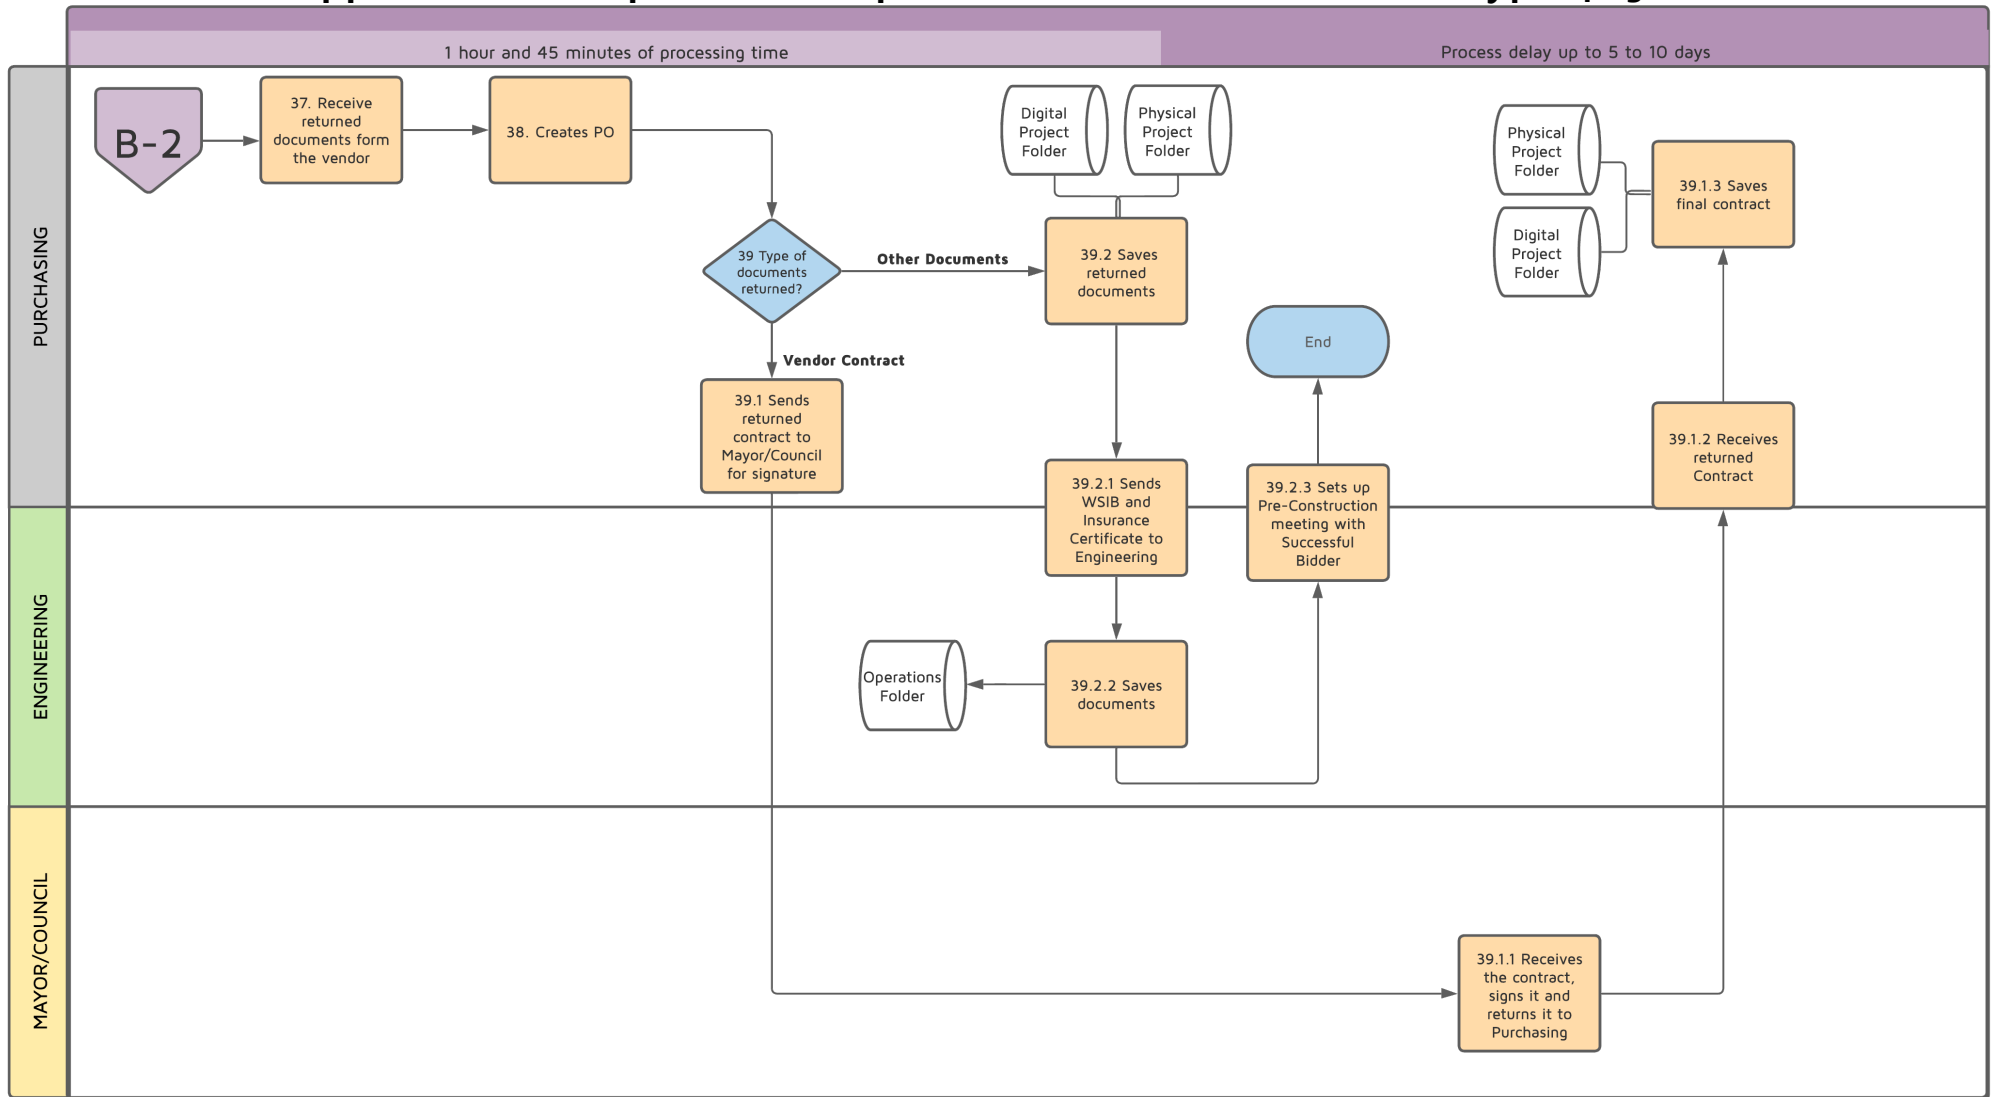 1 hour and 45 minutes of processing time
Process delay up to 5 to 10 days
PURCHASING
B-2
37. Receive
returned
documents form
the vendor
38. Creates PO
39 Type of
documents
returned?
Other Documents
Vendor Contract
39.1 Sends
returned
contract to
Mayor/Council
for signature
Digital
Project
Folder
Physical
Project
Folder
39.2 Saves
returned
documents
39.2.1 Sends
WSIB and
Insurance
Certificate to
Engineering
End
39.2.3 Sets up
Pre-Construction
meeting with
Successful
Bidder
Physical
Project
Folder
Digital
Project
Folder
39.1.3 Saves
final contract
39.1.2 Receives
returned
Contract
ENGINEERING
Operations
Folder
39.2.2 Saves
documents
MAYOR/COUNCIL
39.1.1 Receives
the contract,
signs it and
returns it to
Purchasing